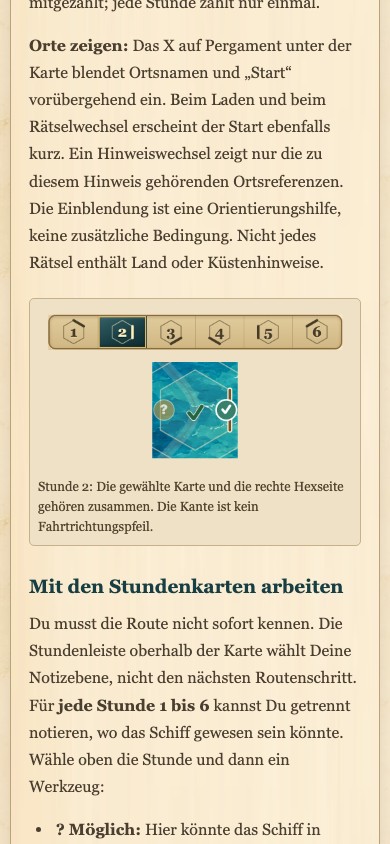 mitgezählt; jede Stunde zählt nur einmal.
Orte zeigen: Das X auf Pergament unter der
Karte blendet Ortsnamen und „Start“
vorübergehend ein. Beim Laden und beim
Rätselwechsel erscheint der Start ebenfalls
kurz. Ein Hinweiswechsel zeigt nur die zu
diesem Hinweis gehörenden Ortsreferenzen.
Die Einblendung ist eine Orientierungshilfe,
keine zusätzliche Bedingung. Nicht jedes
Rätsel enthält Land oder Küstenhinweise.
1 2 3 4 5 6
?
Stunde 2: Die gewählte Karte und die rechte Hexseite
gehören zusammen. Die Kante ist kein
Fahrtrichtungspfeil.
Mit den Stundenkarten arbeiten
Du musst die Route nicht sofort kennen. Die
Stundenleiste oberhalb der Karte wählt Deine
Notizebene, nicht den nächsten Routenschritt.
Für jede Stunde 1 bis 6 kannst Du getrennt
notieren, wo das Schiff gewesen sein könnte.
Wähle oben die Stunde und dann ein
Werkzeug:
• ? Möglich: Hier könnte das Schiff in